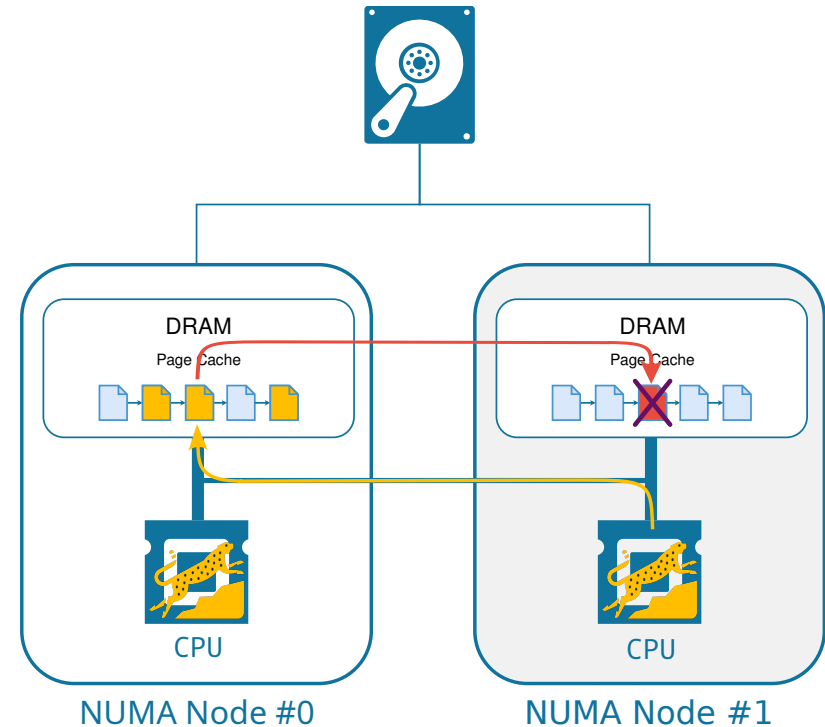 DRAM
Page Cache
CPU
NUMA Node #0
DRAM
Page Cache
CPU
NUMA Node #1